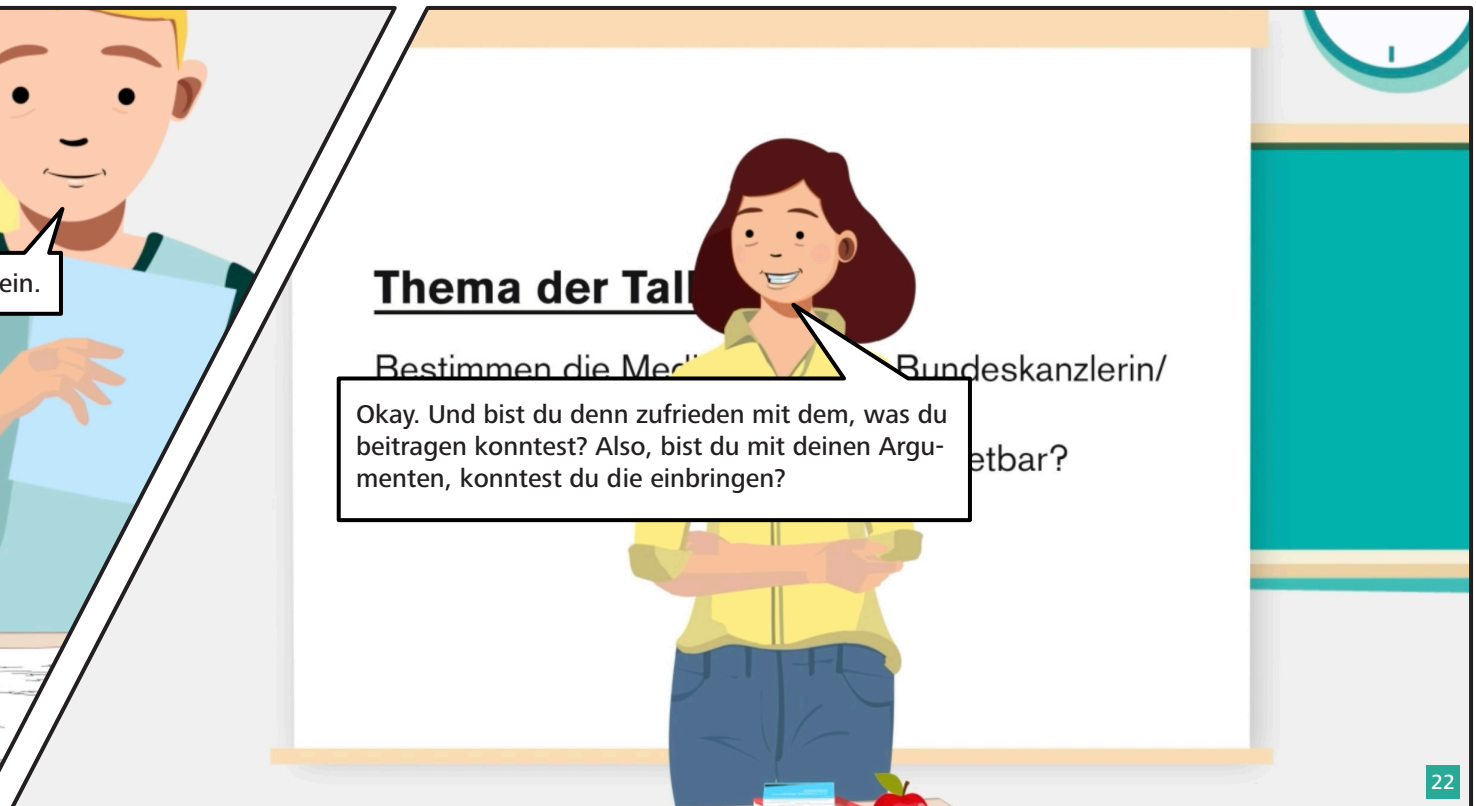 ein.
Thema der Tal
Bestimmen die Med Bundeskanzlerin/
etbar?
Okay. Und bist du denn zufrieden mit dem, was du
beitragen konntest? Also, bist du mit deinen Argu-
menten, konntest du die einbringen?
22